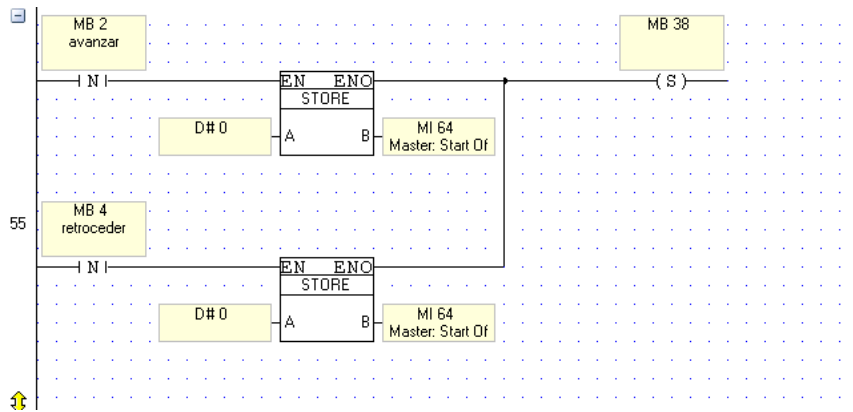 MB 2
avanzar
MB 38
N
EN ENO
( S )
STORE
D# 0
A
B
MI 64
Master: Start Of
55
MB 4
retroceder
N
EN ENO
STORE
D# 0
A
B
MI 64
Master: Start Of